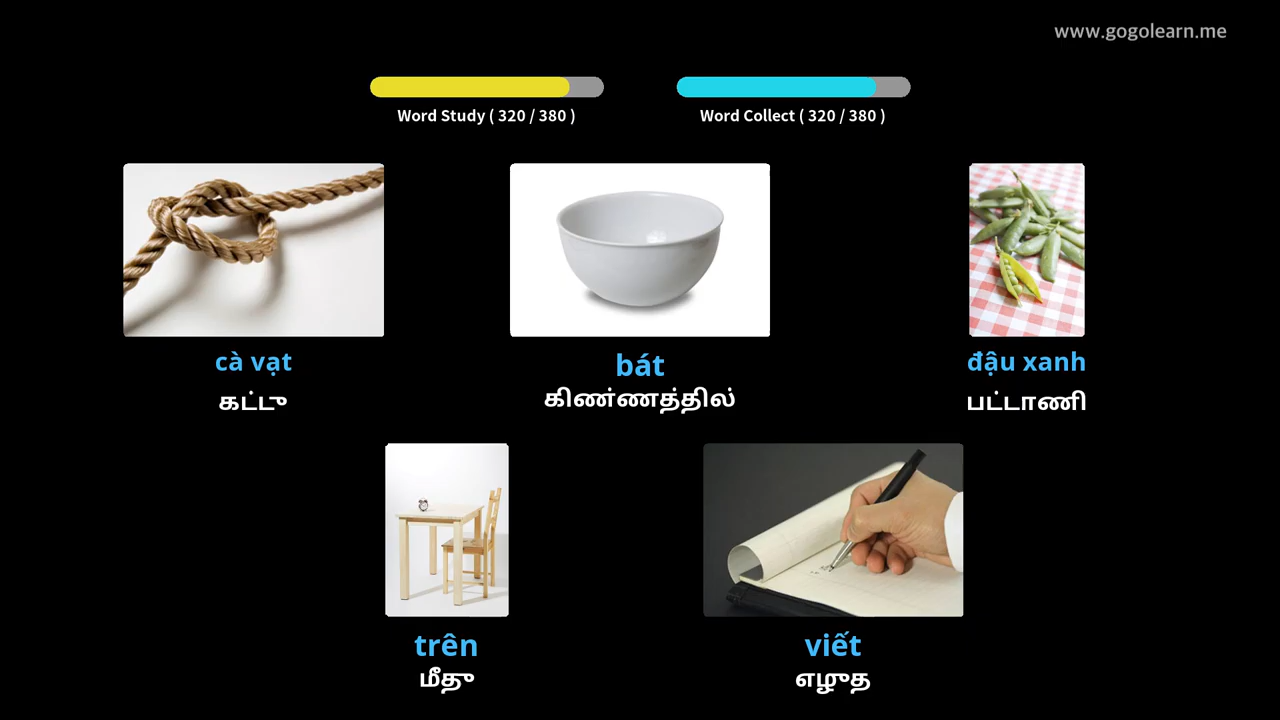 www.gogolearn.me
Word Study ( 320 / 380 )
Word Collect ( 320 / 380 )
cà vạt
கட்டு
bát
கிண்ணத்தில்
đậu xanh
பட்டாணி
trên
மீது
viết
எழுத